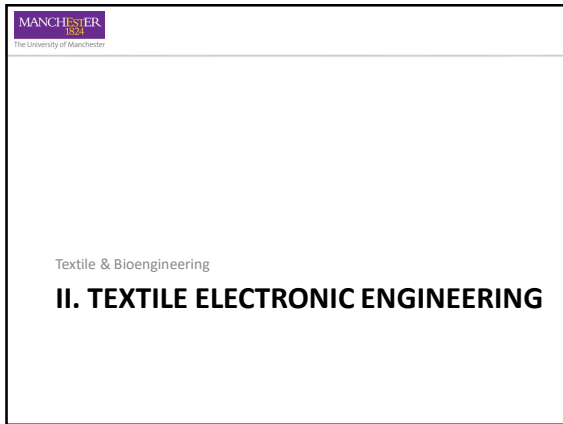 MANCHESTER
1824
The University of Manchester
Textile & Bioengineering
II. TEXTILE ELECTRONIC ENGINEERING